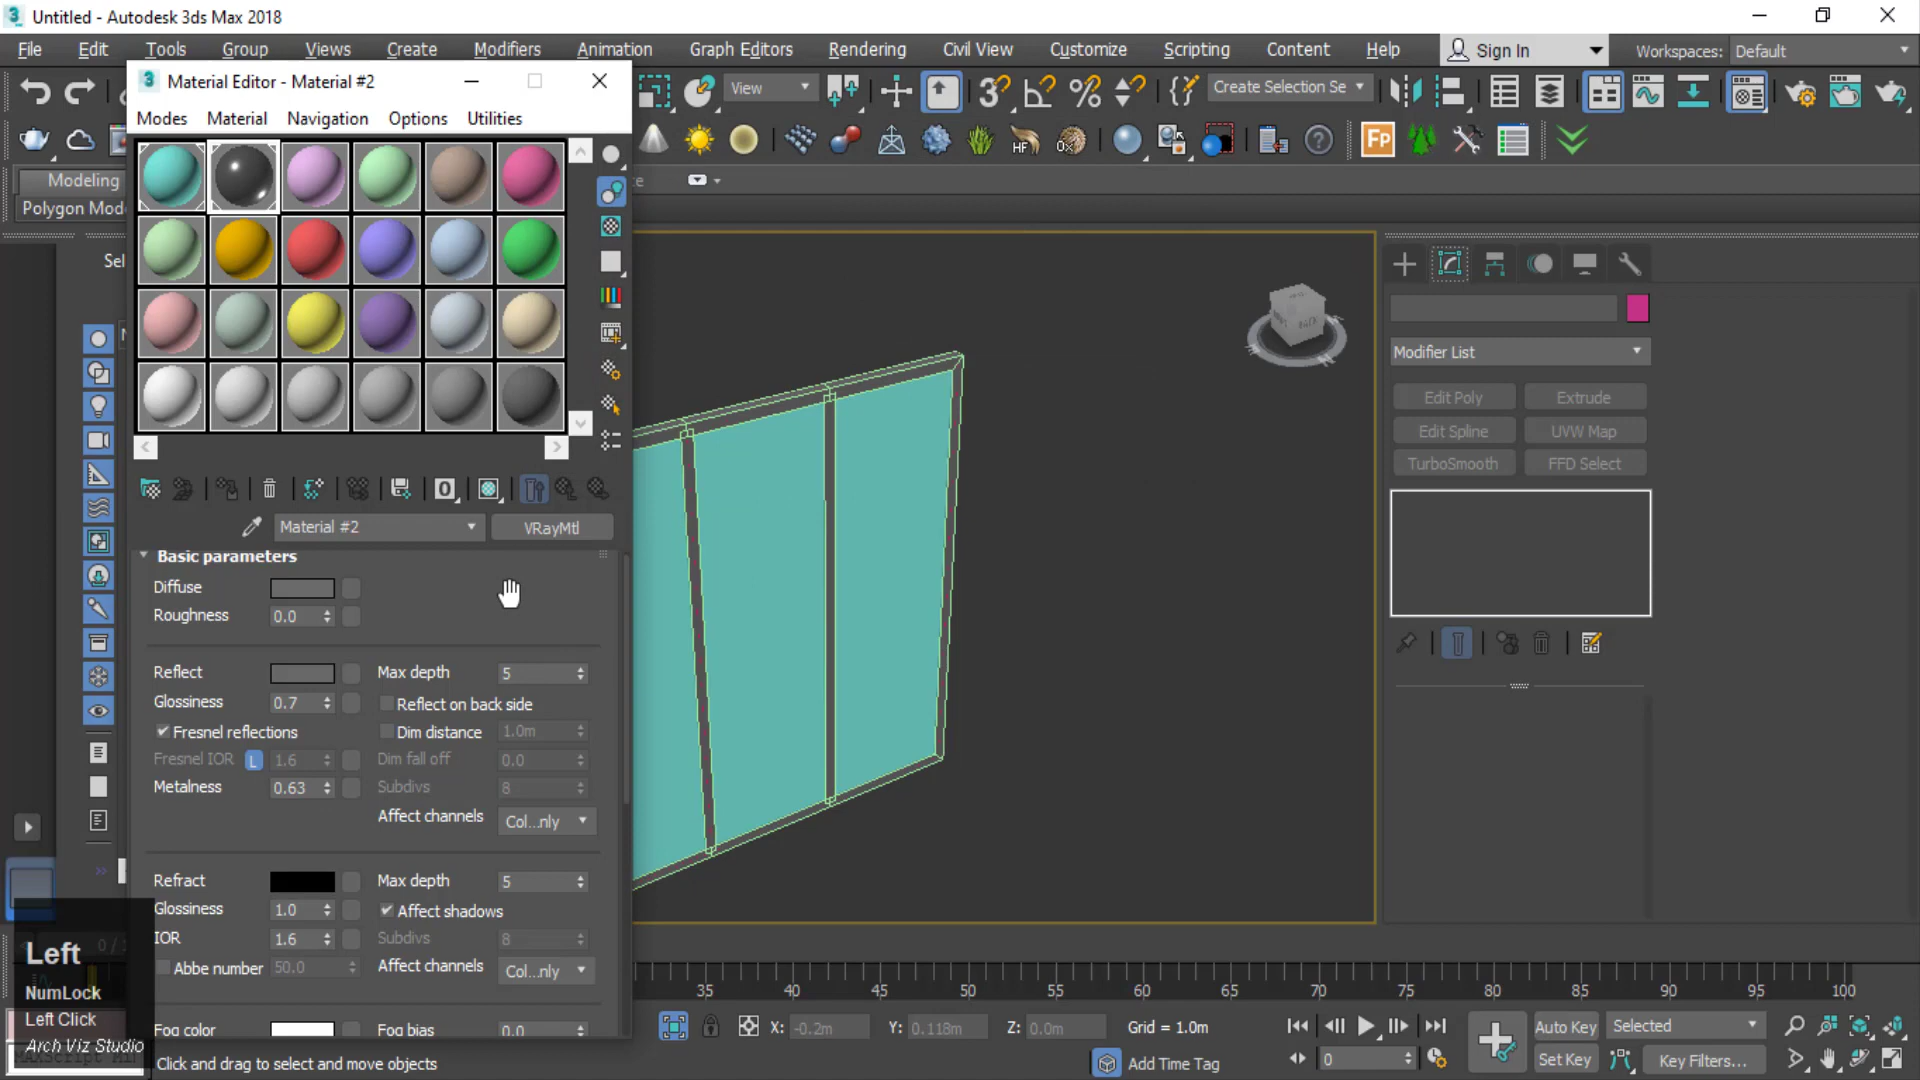 Untitled - Autodesk 3ds Max 2018
File Edit Tools Group Views Create Modifiers Animation Graph Editors Rendering Civil View Customize Scripting Content Help Sign In Workspaces: Default
Material Editor - Material #2
View Create Selection Se
Modes Material Navigation Options Utilities
Modeling
Polygon Mod
Sel
Modifier List
Edit Poly Extrude
Edit Spline UVW Map
TurboSmooth FFD Select
Material #2 VRayMtl
Basic parameters
Diffuse
Roughness 0.0
Reflect Max depth 5
Glossiness 0.7 Reflect on back side
Fresnel reflections Dim distance 1.0m
Fresnel IOR L 1.6 Dim fall off 0.0
Metalness 0.63 Subdivs 8
Affect channels Col...nly
Refract Max depth 5
Glossiness 1.0 Affect shadows
IOR 1.6 Subdivs 8
Abbe number 50.0 Affect channels Col...nly
Fog color Fog bias 0.0
Left
NumLock
Left Click
Arch Viz Studio
35 40 45 50 55 60 65 70 75 80 85 90 95 100
X: -0.2m Y: 0.118m Z: 0.0m Grid = 1.0m
Auto Key Selected
Click and drag to select and move objects
Add Time Tag
0
Set Key Key Filters...